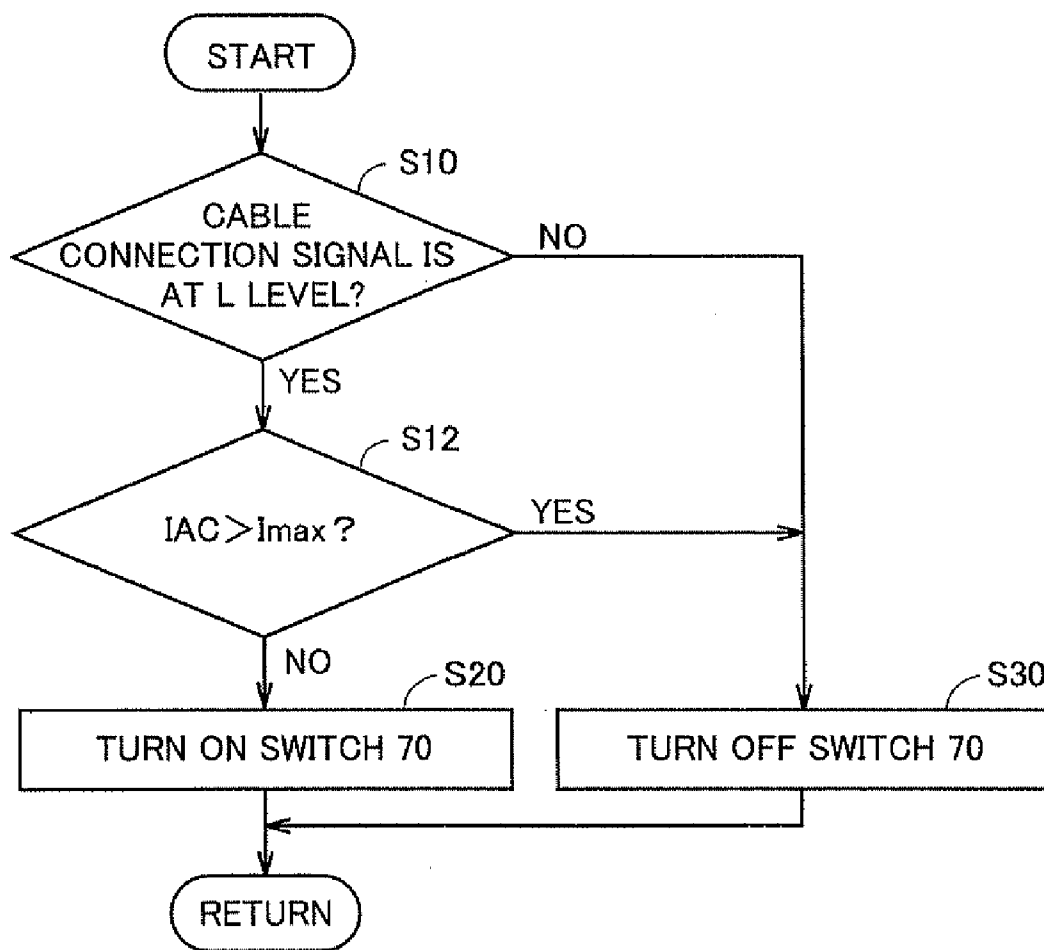 START
S10
CABLE
CONNECTION SIGNAL IS
AT L LEVEL?
NO
YES
S12
IAC>Imax?
YES
NO
S20
S30
TURN ON SWITCH 70
TURN OFF SWITCH 70
RETURN